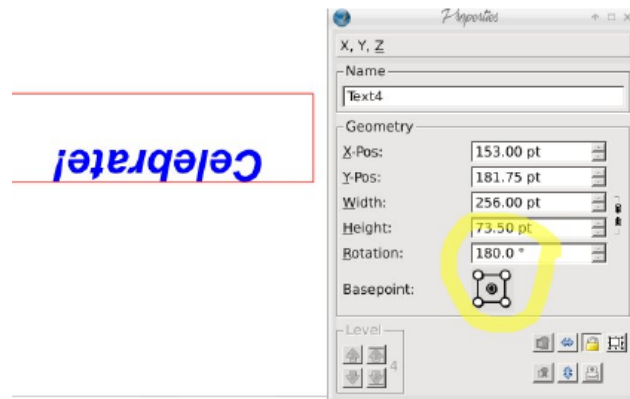 Properties
X, Y, Z
Name
Text4
Geometry
X-Pos: 153.00 pt
Y-Pos: 181.75 pt
Width: 256.00 pt
Height: 73.50 pt
Rotation: 180.0 °
Basepoint:
Level
4
Celebrate!